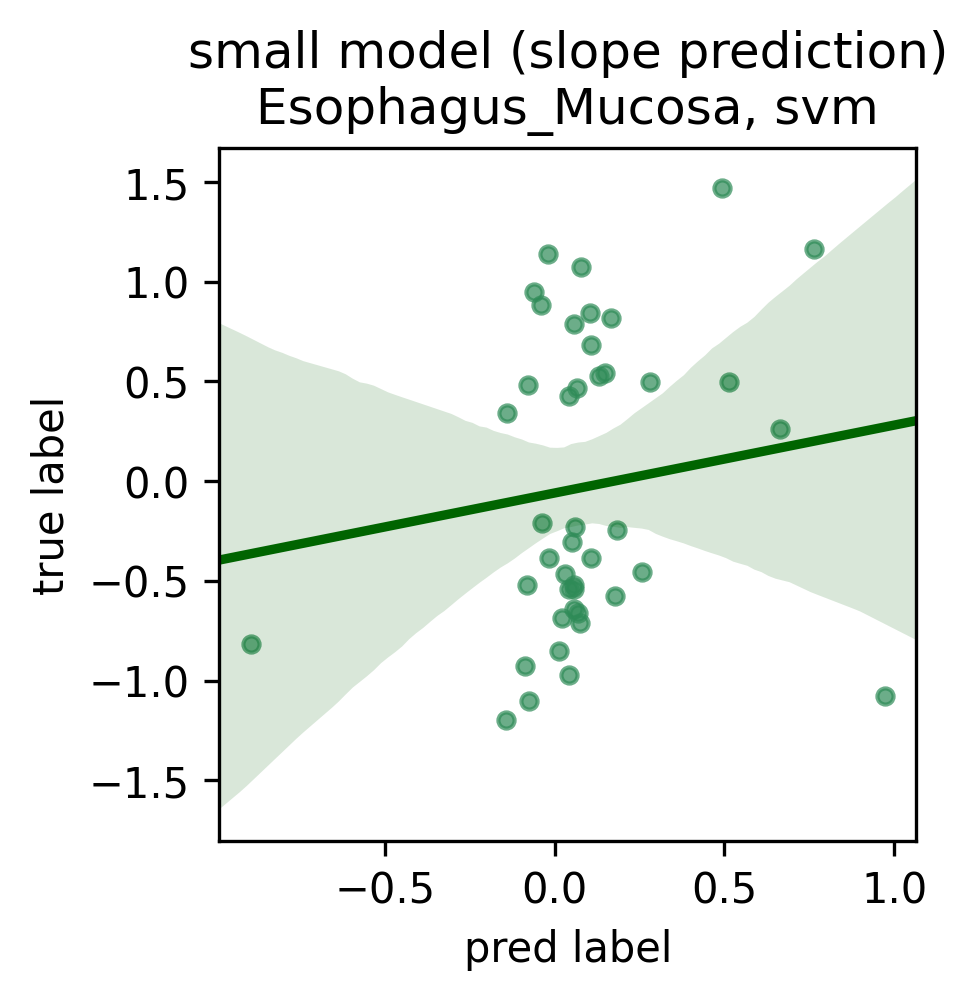 small model (slope prediction)
Esophagus_Mucosa, svm
1.5
1.0
0.5
0.0
−0.5
−1.0
−1.5
true label
−0.5
0.0
0.5
1.0
pred label